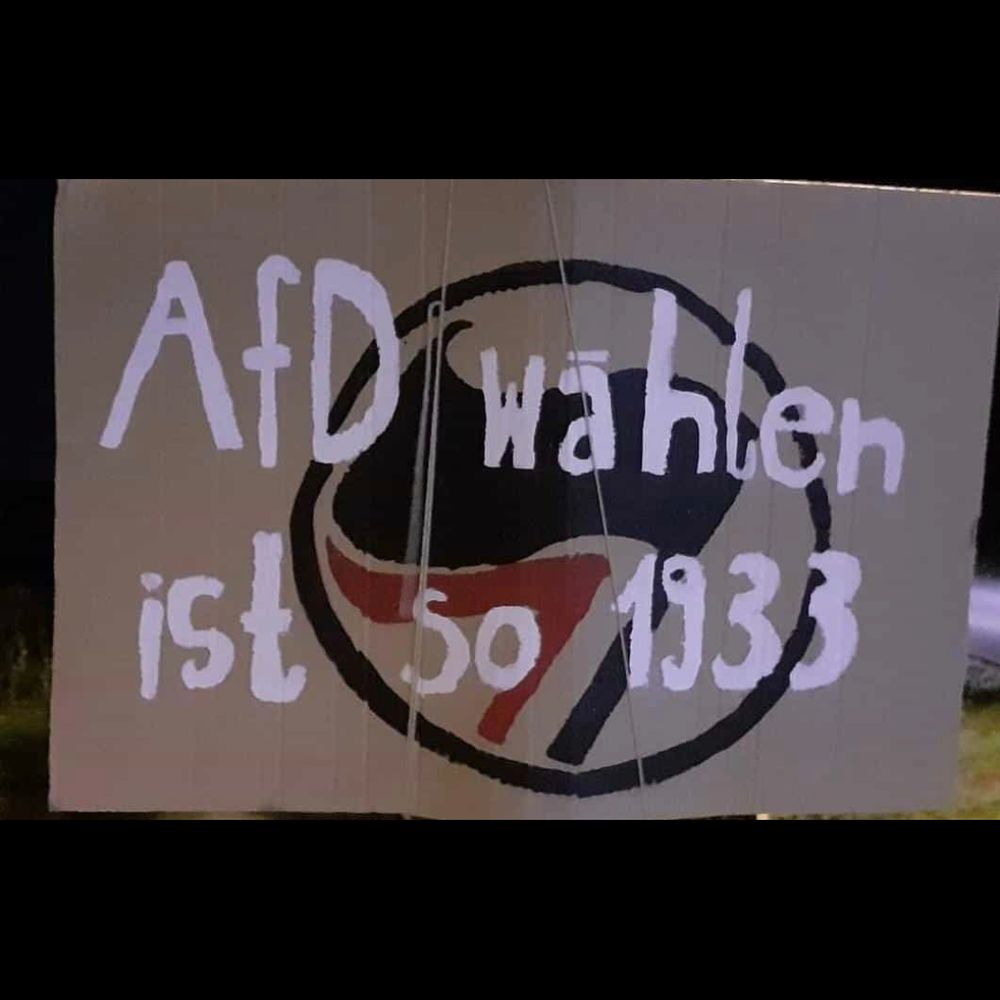 AfD wählen
ist so 1933